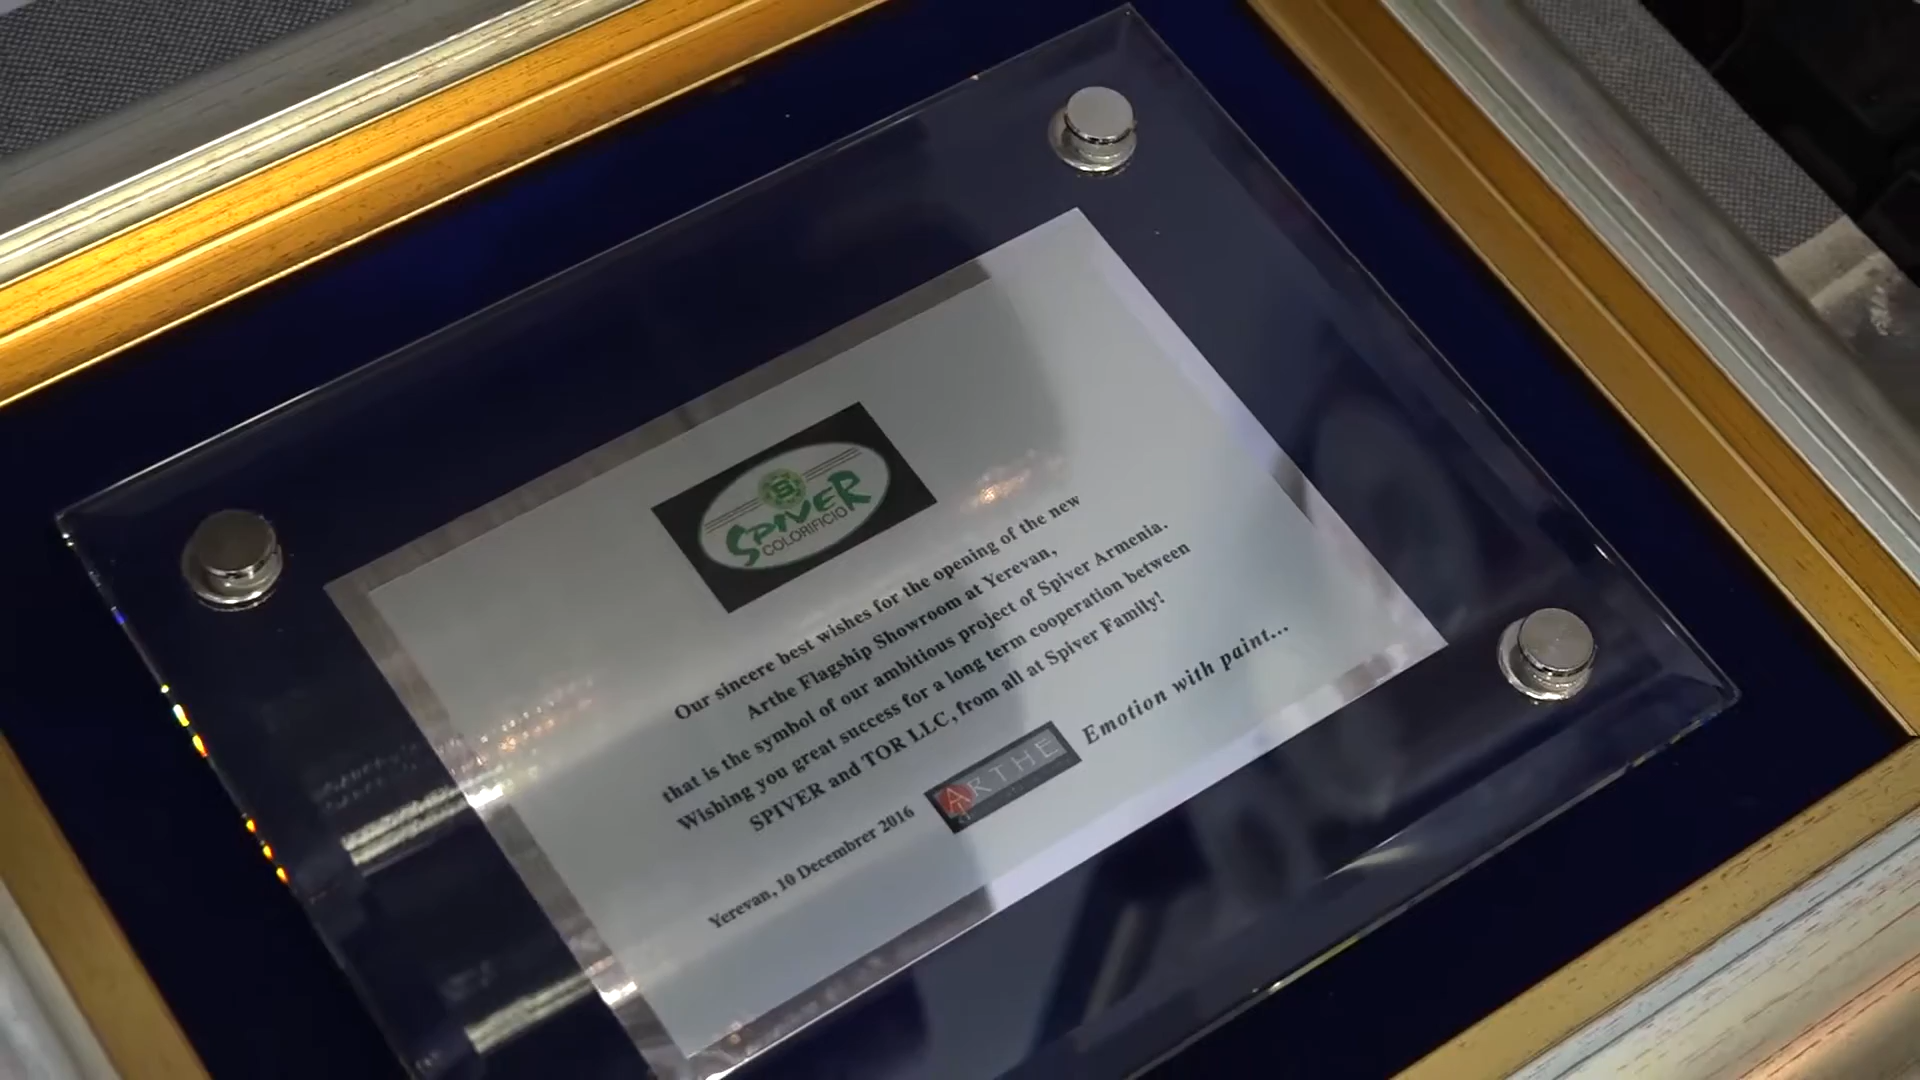 S
SPIVER
COLORIFICIO
Our sincere best wishes for the opening of the new
Arthe Flagship Showroom at Yerevan,
that is the symbol of our ambitious project of Spiver Armenia.
Wishing you great success for a long term cooperation between
SPIVER and TOR LLC, from all at Spiver Family!
Yerevan, 10 Decembrer 2016
ARTHE
Emotion with paint...